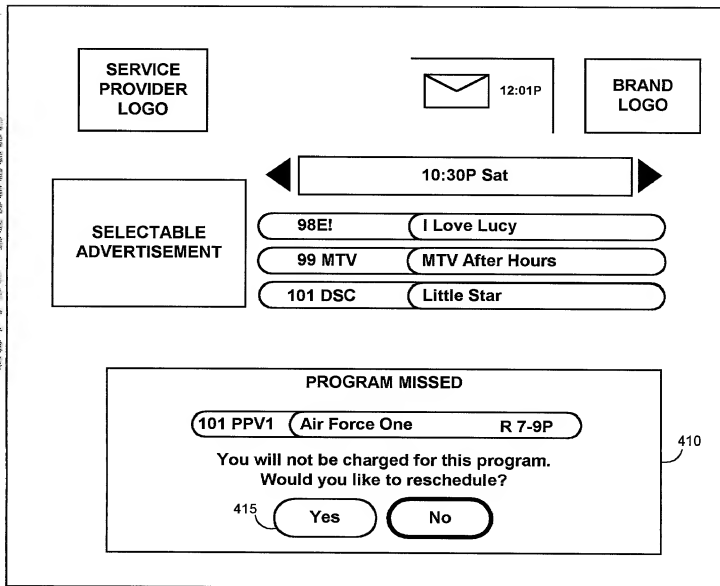 SERVICE
PROVIDER
LOGO
12:01P
BRAND
LOGO
10:30P Sat
SELECTABLE
ADVERTISEMENT
98E! I Love Lucy
99 MTV MTV After Hours
101 DSC Little Star
PROGRAM MISSED
101 PPV1 Air Force One R 7-9P
You will not be charged for this program.
Would you like to reschedule?
410
415 Yes No